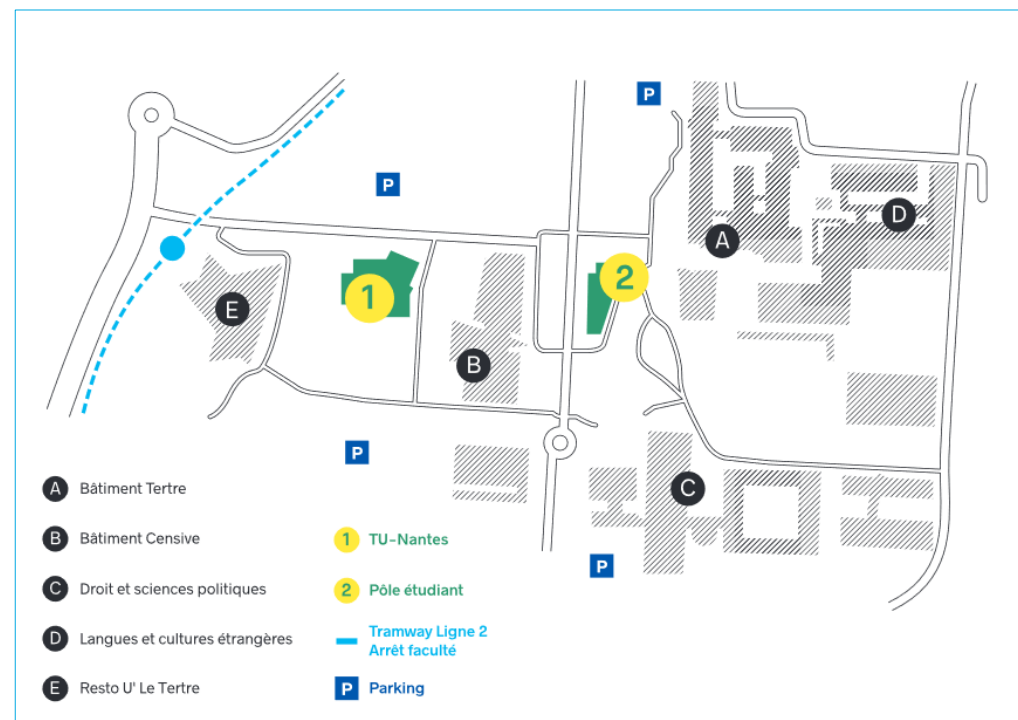 P
P
D
A
2
1
E
B
P
C
P
A Bâtiment Tertre
B Bâtiment Censive
C Droit et sciences politiques
D Langues et cultures étrangères
E Resto U' Le Tertre
1 TU-Nantes
2 Pôle étudiant
Tramway Ligne 2
Arrêt faculté
P Parking